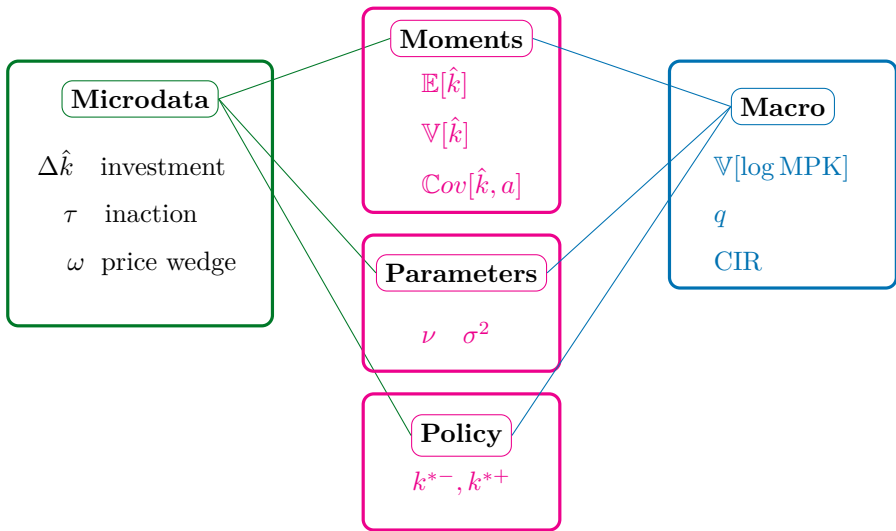 Microdata
Δk̂ investment
τ inaction
ω price wedge
Moments
𝔼[k̂]
𝕍[k̂]
ℂov[k̂, a]
Parameters
ν σ²
Policy
k*⁻, k*⁺
Macro
𝕍[log MPK]
q
CIR